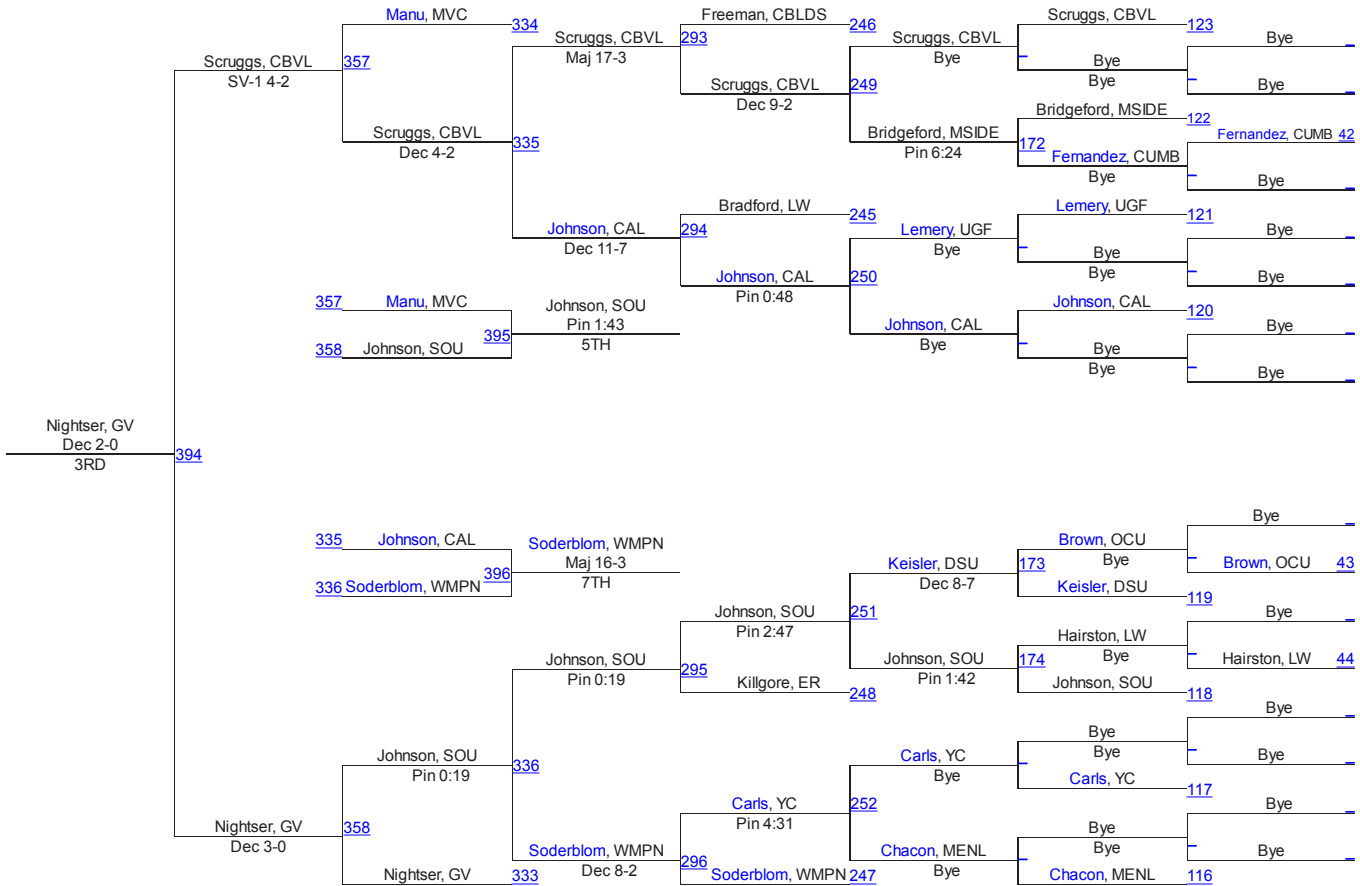 Manu, MVC
334
Scruggs, CBVL
SV-1 4-2
357
Scruggs, CBVL
Dec 4-2
335
Scruggs, CBVL
Maj 17-3
293
Freeman, CBLDS
246
Scruggs, CBVL
Dec 9-2
249
Scruggs, CBVL
Bye
Scruggs, CBVL
123
Bye
Bye
Bye
Bye
Bridgeford, MSIDE
Pin 6:24
172
Bridgeford, MSIDE
122
Fernandez, CUMB
Bye
Fernandez, CUMB 42
Bye
Johnson, CAL
Dec 11-7
294
Bradford, LW
245
Johnson, CAL
Pin 0:48
250
Lemery, UGF
Bye
Lemery, UGF
121
Bye
Bye
Bye
Bye
Johnson, CAL
Bye
Johnson, CAL
120
Bye
Bye
Bye
Bye
357
Manu, MVC
358
Johnson, SOU
395
Johnson, SOU
Pin 1:43
5TH
Nightser, GV
Dec 2-0
3RD
394
335
Johnson, CAL
336 Soderblom, WMPN
396
Soderblom, WMPN
Maj 16-3
7TH
Keisler, DSU
Dec 8-7
173
Brown, OCU
Bye
Bye
Brown, OCU 43
Keisler, DSU
119
251
Johnson, SOU
Pin 2:47
Johnson, SOU
Pin 1:42
174
Hairston, LW
Bye
Bye
Hairston, LW 44
Johnson, SOU
118
Johnson, SOU
Pin 0:19
295
Killgore, ER
248
Johnson, SOU
Pin 0:19
336
Carls, YC
Bye
Bye
Bye
Bye
Bye
Carls, YC
117
Carls, YC
Pin 4:31
252
Nightser, GV
Dec 3-0
358
Soderblom, WMPN
Dec 8-2
296
Chacon, MENL
Bye
Bye
Bye
Bye
Bye
Nightser, GV
333
Soderblom, WMPN 247
Chacon, MENL
116